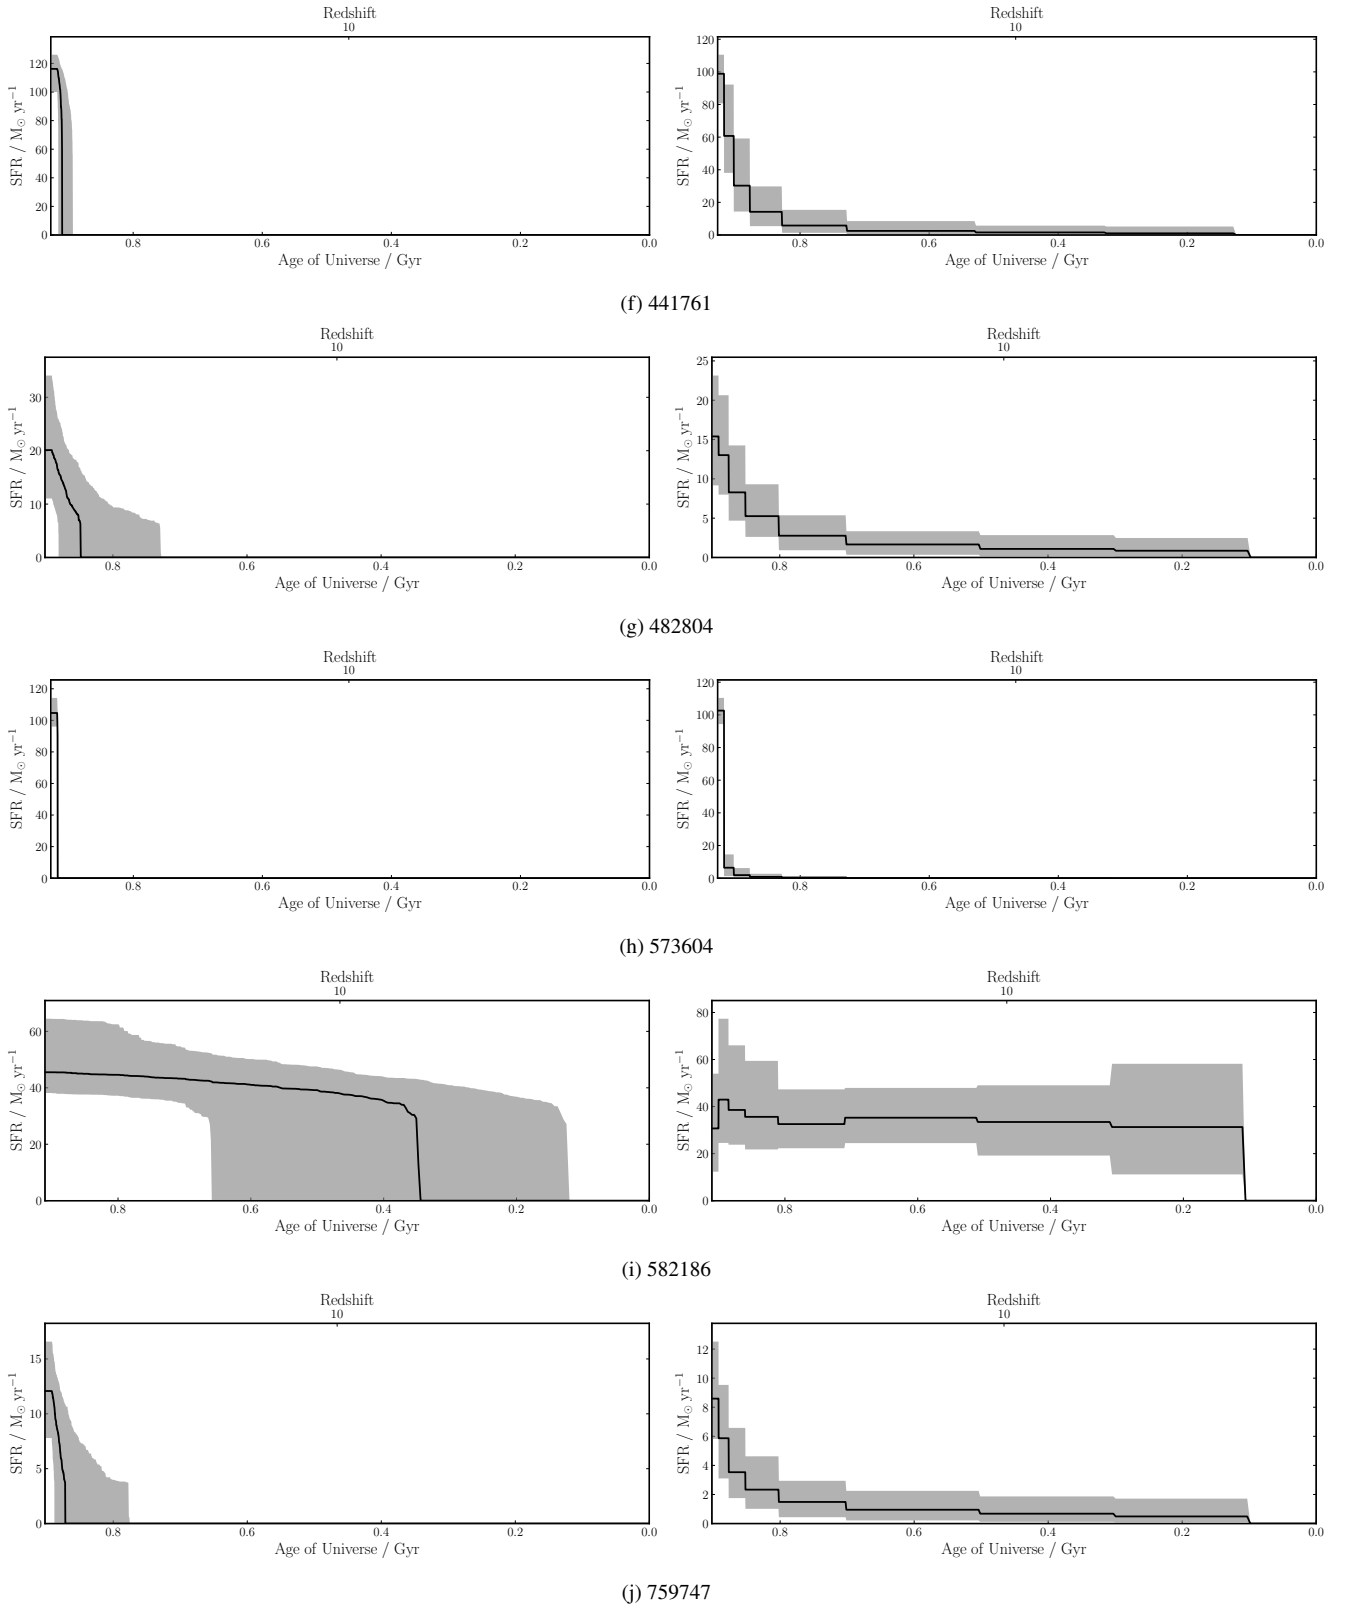 Redshift
10
SFR / M⊙ yr⁻¹
120
100
80
60
40
20
0
0.8 0.6 0.4 0.2 0.0
Age of Universe / Gyr
Redshift
10
SFR / M⊙ yr⁻¹
120
100
80
60
40
20
0
0.8 0.6 0.4 0.2 0.0
Age of Universe / Gyr
(f) 441761
Redshift
10
SFR / M⊙ yr⁻¹
30
20
10
0
0.8 0.6 0.4 0.2 0.0
Age of Universe / Gyr
Redshift
10
SFR / M⊙ yr⁻¹
25
20
15
10
5
0
0.8 0.6 0.4 0.2 0.0
Age of Universe / Gyr
(g) 482804
Redshift
10
SFR / M⊙ yr⁻¹
120
100
80
60
40
20
0
0.8 0.6 0.4 0.2 0.0
Age of Universe / Gyr
Redshift
10
SFR / M⊙ yr⁻¹
120
100
80
60
40
20
0
0.8 0.6 0.4 0.2 0.0
Age of Universe / Gyr
(h) 573604
Redshift
10
SFR / M⊙ yr⁻¹
60
40
20
0
0.8 0.6 0.4 0.2 0.0
Age of Universe / Gyr
Redshift
10
SFR / M⊙ yr⁻¹
80
60
40
20
0
0.8 0.6 0.4 0.2 0.0
Age of Universe / Gyr
(i) 582186
Redshift
10
SFR / M⊙ yr⁻¹
15
10
5
0
0.8 0.6 0.4 0.2 0.0
Age of Universe / Gyr
Redshift
10
SFR / M⊙ yr⁻¹
12
10
8
6
4
2
0
0.8 0.6 0.4 0.2 0.0
Age of Universe / Gyr
(j) 759747